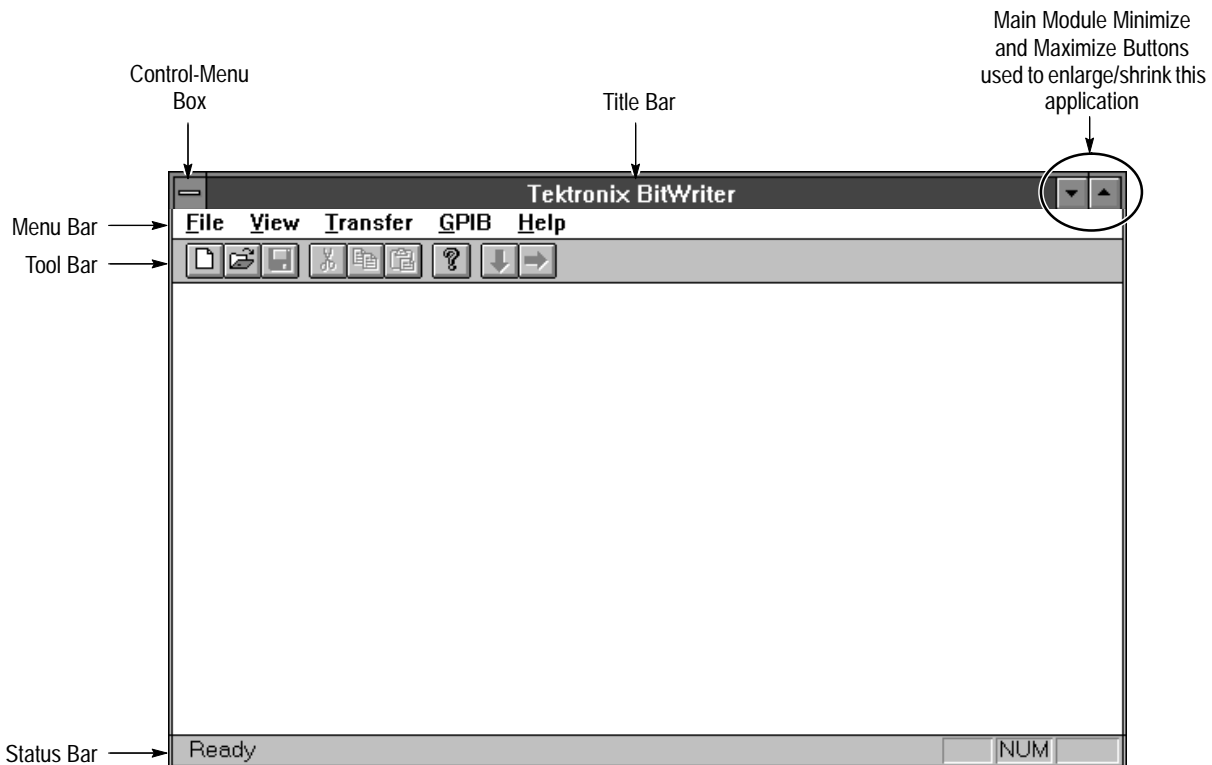 Main Module Minimize
and Maximize Buttons
used to enlarge/shrink this
application
Control-Menu
Box
Title Bar
Tektronix BitWriter
Menu Bar
File View Transfer GPIB Help
Tool Bar
Status Bar
Ready NUM